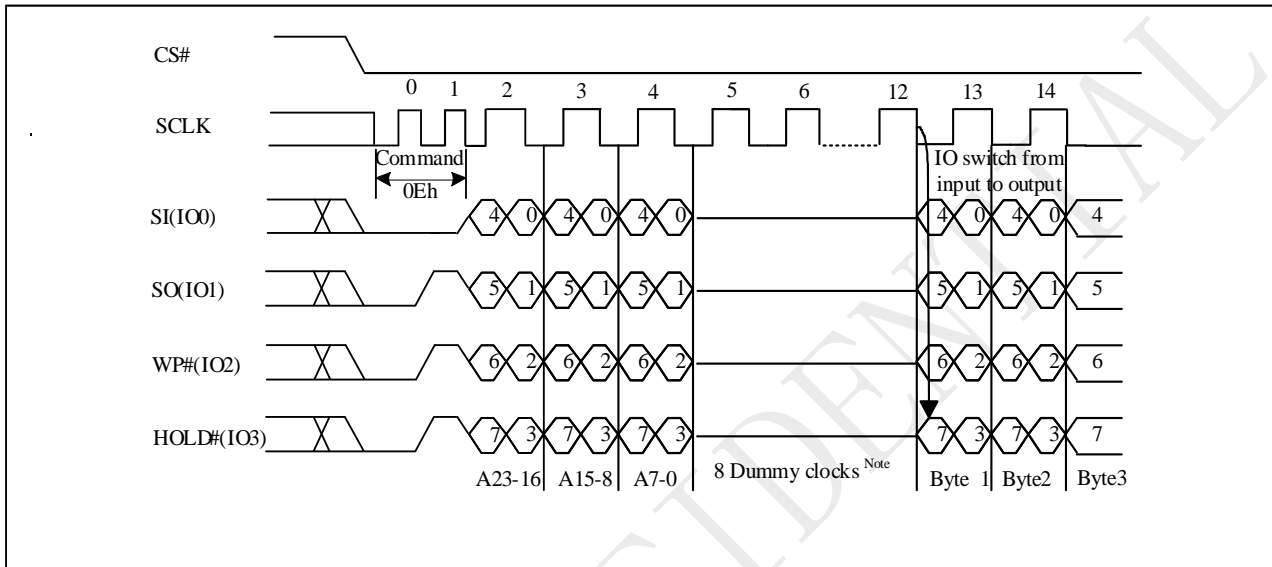 CS#
0 1 2 3 4 5 6 12 13 14
SCLK
Command
0Eh
IO switch from
input to output
SI(IO0) 4 0 4 0 4 0 4 0 4 0 4
SO(IO1) 5 1 5 1 5 1 5 1 5 1 5
WP#(IO2) 6 2 6 2 6 2 6 2 6 2 6
HOLD#(IO3) 7 3 7 3 7 3 7 3 7 3 7
A23-16 A15-8 A7-0 8 Dummy clocks Note Byte 1 Byte2 Byte3